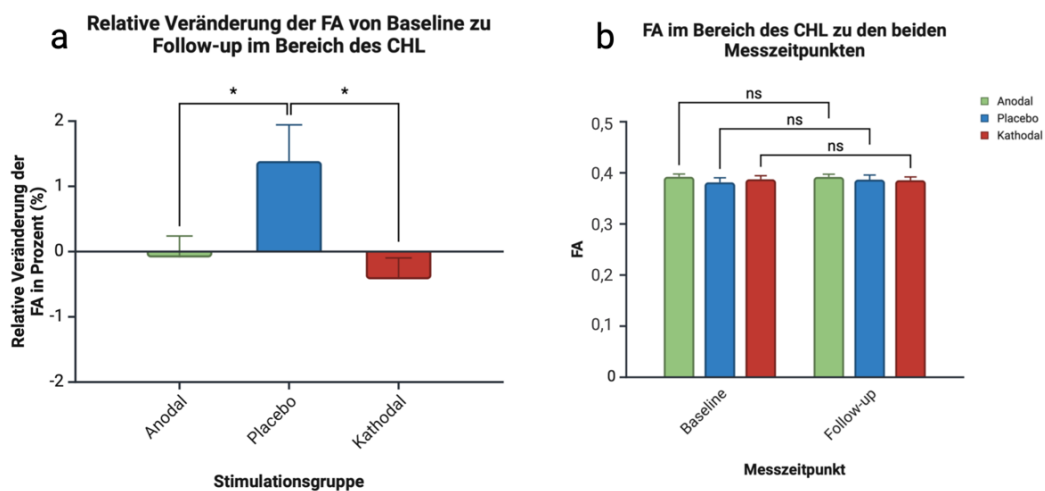 a
Relative Veränderung der FA von Baseline zu
Follow-up im Bereich des CHL
*
*
2
1
0
-1
-2
Relative Veränderung der
FA in Prozent (%)
Anodal
Placebo
Kathodal
Stimulationsgruppe
b
FA im Bereich des CHL zu den beiden
Messzeitpunkten
ns
ns
ns
Anodal
Placebo
Kathodal
0,5
0,4
0,3
0,2
0,1
0
FA
Baseline
Follow-up
Messzeitpunkt